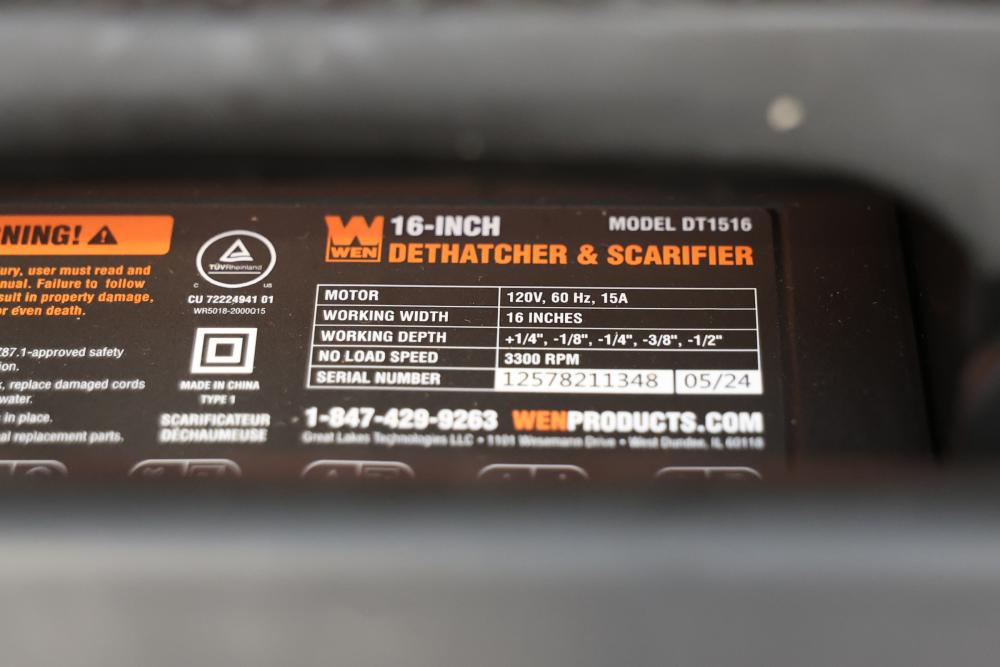 NING!
ury, user must read and
nual. Failure to follow
sult in property damage,
or even death.
Z87.1-approved safety
ion.
, replace damaged cords
water.
in place.
al replacement parts.
TÜVRheinland
C US
CU 72224941 01
WR5018-2000015
MADE IN CHINA
TYPE 1
SCARIFICATEUR
DÉCHAUMEUSE
WEN
16-INCH
MODEL DT1516
DETHATCHER & SCARIFIER
MOTOR 120V, 60 Hz, 15A
WORKING WIDTH 16 INCHES
WORKING DEPTH +1/4", -1/8", -1/4", -3/8", -1/2"
NO LOAD SPEED 3300 RPM
SERIAL NUMBER 12578211348 05/24
1-847-429-9263 WENPRODUCTS.COM
Great Lakes Technologies LLC • 1101 Wesemann Drive • West Dundee, IL 60118